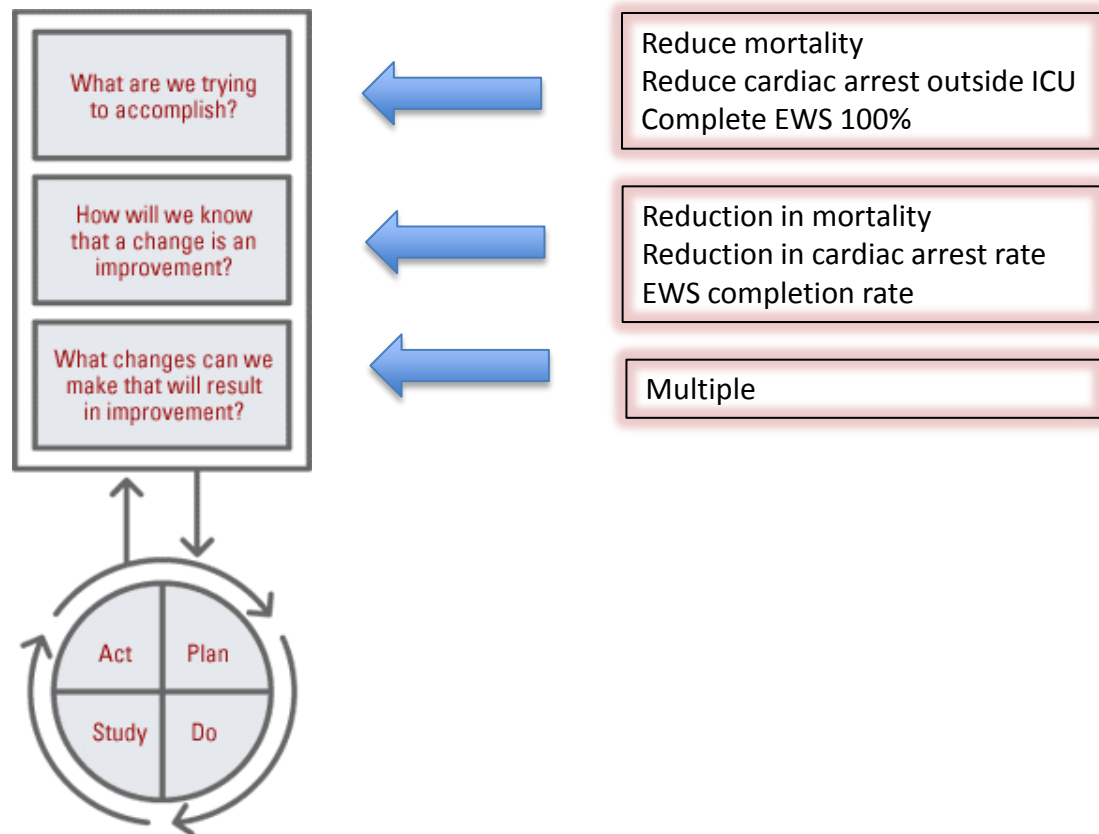 What are we trying
to accomplish?
Reduce mortality
Reduce cardiac arrest outside ICU
Complete EWS 100%
How will we know
that a change is an
improvement?
Reduction in mortality
Reduction in cardiac arrest rate
EWS completion rate
What changes can we
make that will result
in improvement?
Multiple
Act
Plan
Study
Do